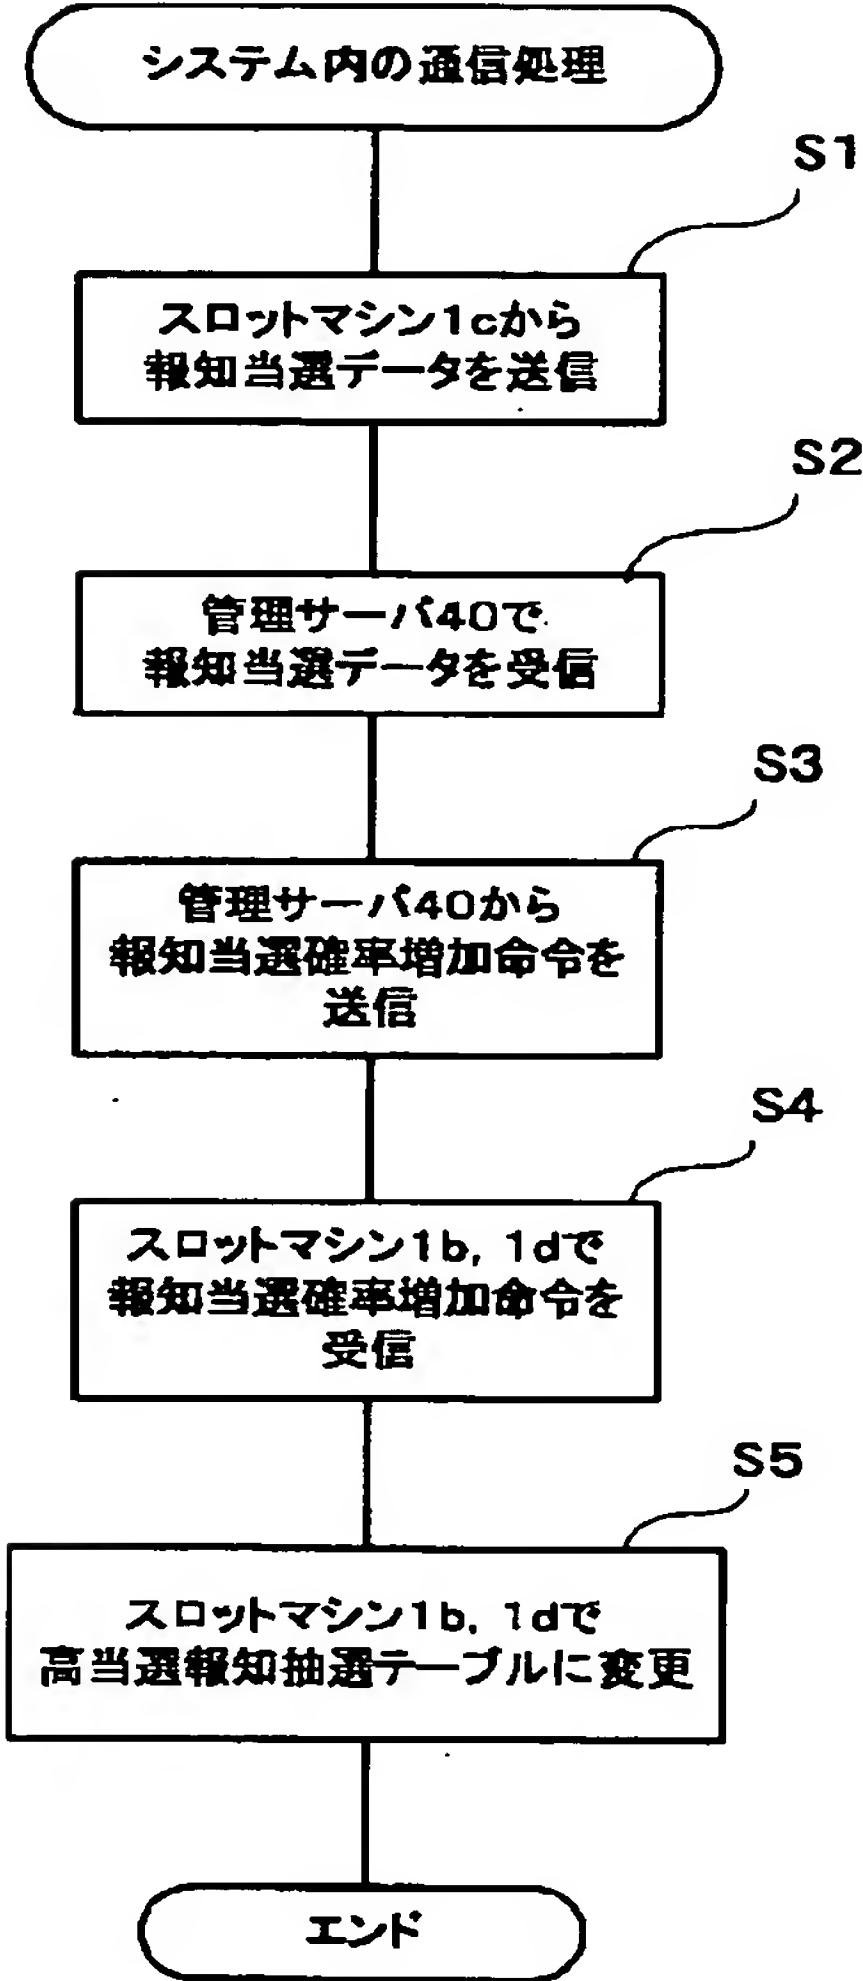 システム内の通信処理
S1
スロットマシン1cから
報知当選データを送信
S2
管理サーバ40で
報知当選データを受信
S3
管理サーバ40から
報知当選確率増加命令を
送信
S4
スロットマシン1b, 1dで
報知当選確率増加命令を
受信
S5
スロットマシン1b, 1dで
高当選報知抽選テーブルに変更
エンド